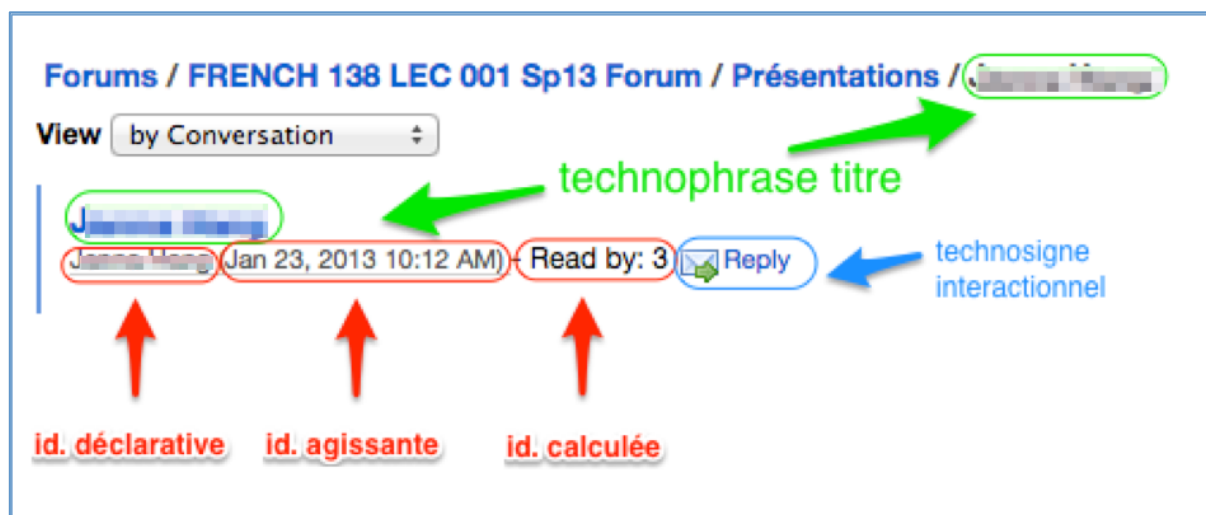 Forums / FRENCH 138 LEC 001 Sp13 Forum / Présentations /
View by Conversation
technophrase titre
(Jan 23, 2013 10:12 AM) - Read by: 3 Reply
technosigne
interactionnel
id. déclarative id. agissante id. calculée